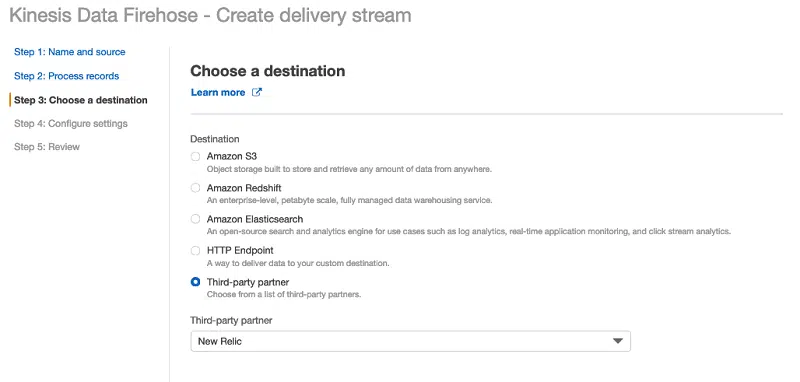 Kinesis Data Firehose - Create delivery stream
Step 1: Name and source
Step 2: Process records
Step 3: Choose a destination
Step 4: Configure settings
Step 5: Review
Choose a destination
Learn more
Destination
Amazon S3
Object storage built to store and retrieve any amount of data from anywhere.
Amazon Redshift
An enterprise-level, petabyte scale, fully managed data warehousing service.
Amazon Elasticsearch
An open-source search and analytics engine for use cases such as log analytics, real-time application monitoring, and click stream analytics.
HTTP Endpoint
A way to deliver data to your custom destination.
Third-party partner
Choose from a list of third-party partners.
Third-party partner
New Relic